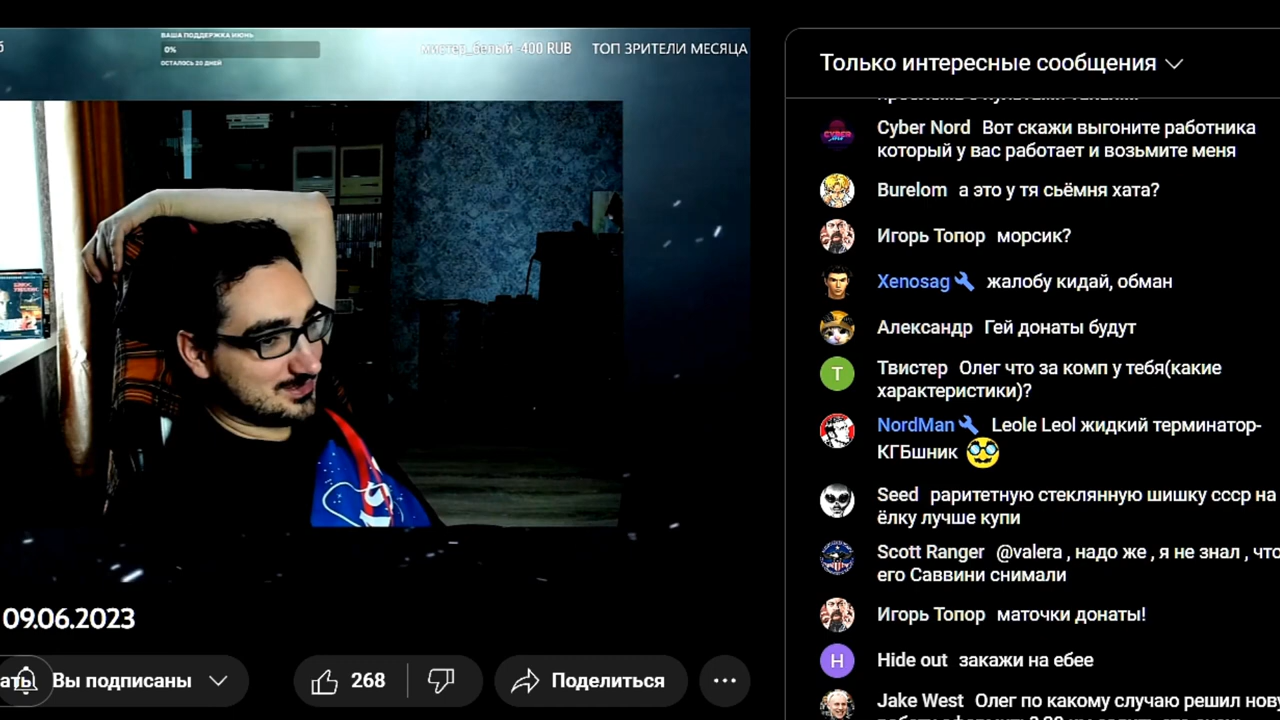 ВАША ПОДДЕРЖКА ИЮНЬ
0%
ОСТАЛОСЬ 20 ДНЕЙ
мистер_белый -400 RUB ТОП ЗРИТЕЛИ МЕСЯЦА
09.06.2023
Вы подписаны
268
Поделиться
Только интересные сообщения
Cyber Nord Вот скажи выгоните работника
который у вас работает и возьмите меня
Burelom а это у тя сьёмня хата?
Игорь Топор морсик?
Xenosag жалобу кидай, обман
Александр Гей донаты будут
Т
Твистер Олег что за комп у тебя(какие
характеристики)?
NordMan Leole Leol жидкий терминатор-
КГБшник
Seed раритетную стеклянную шишку ссср на
ёлку лучше купи
Scott Ranger @valera , надо же , я не знал , что
его Саввини снимали
Игорь Топор маточки донаты!
H
Hide out закажи на ебее
Jake West Олег по какому случаю решил нову